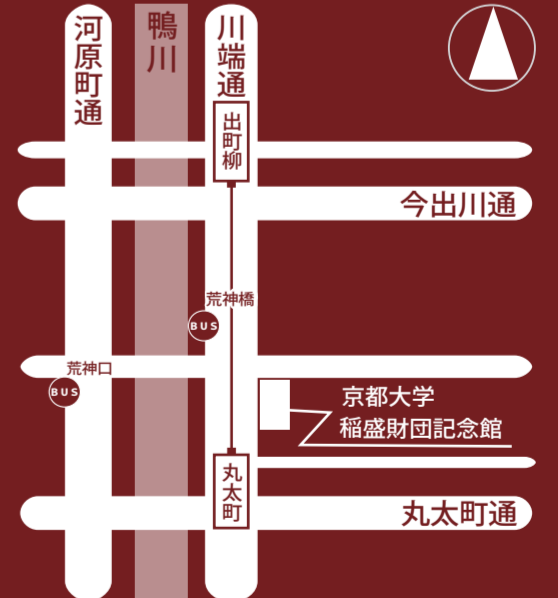 河原町通
鴨川
川端通
出町柳
今出川通
荒神橋
BUS
荒神口
BUS
京都大学
稲盛財団記念館
丸太町
丸太町通